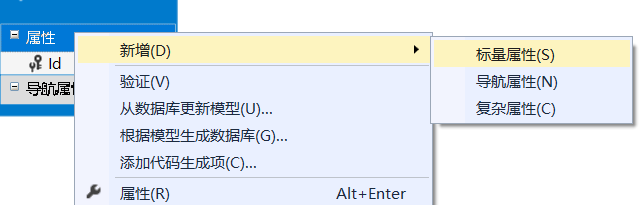 属性
Id
导航属
新增(D)
验证(V)
从数据库更新模型(U)...
根据模型生成数据库(G)...
添加代码生成项(C)...
属性(R) Alt+Enter
标量属性(S)
导航属性(N)
复杂属性(C)